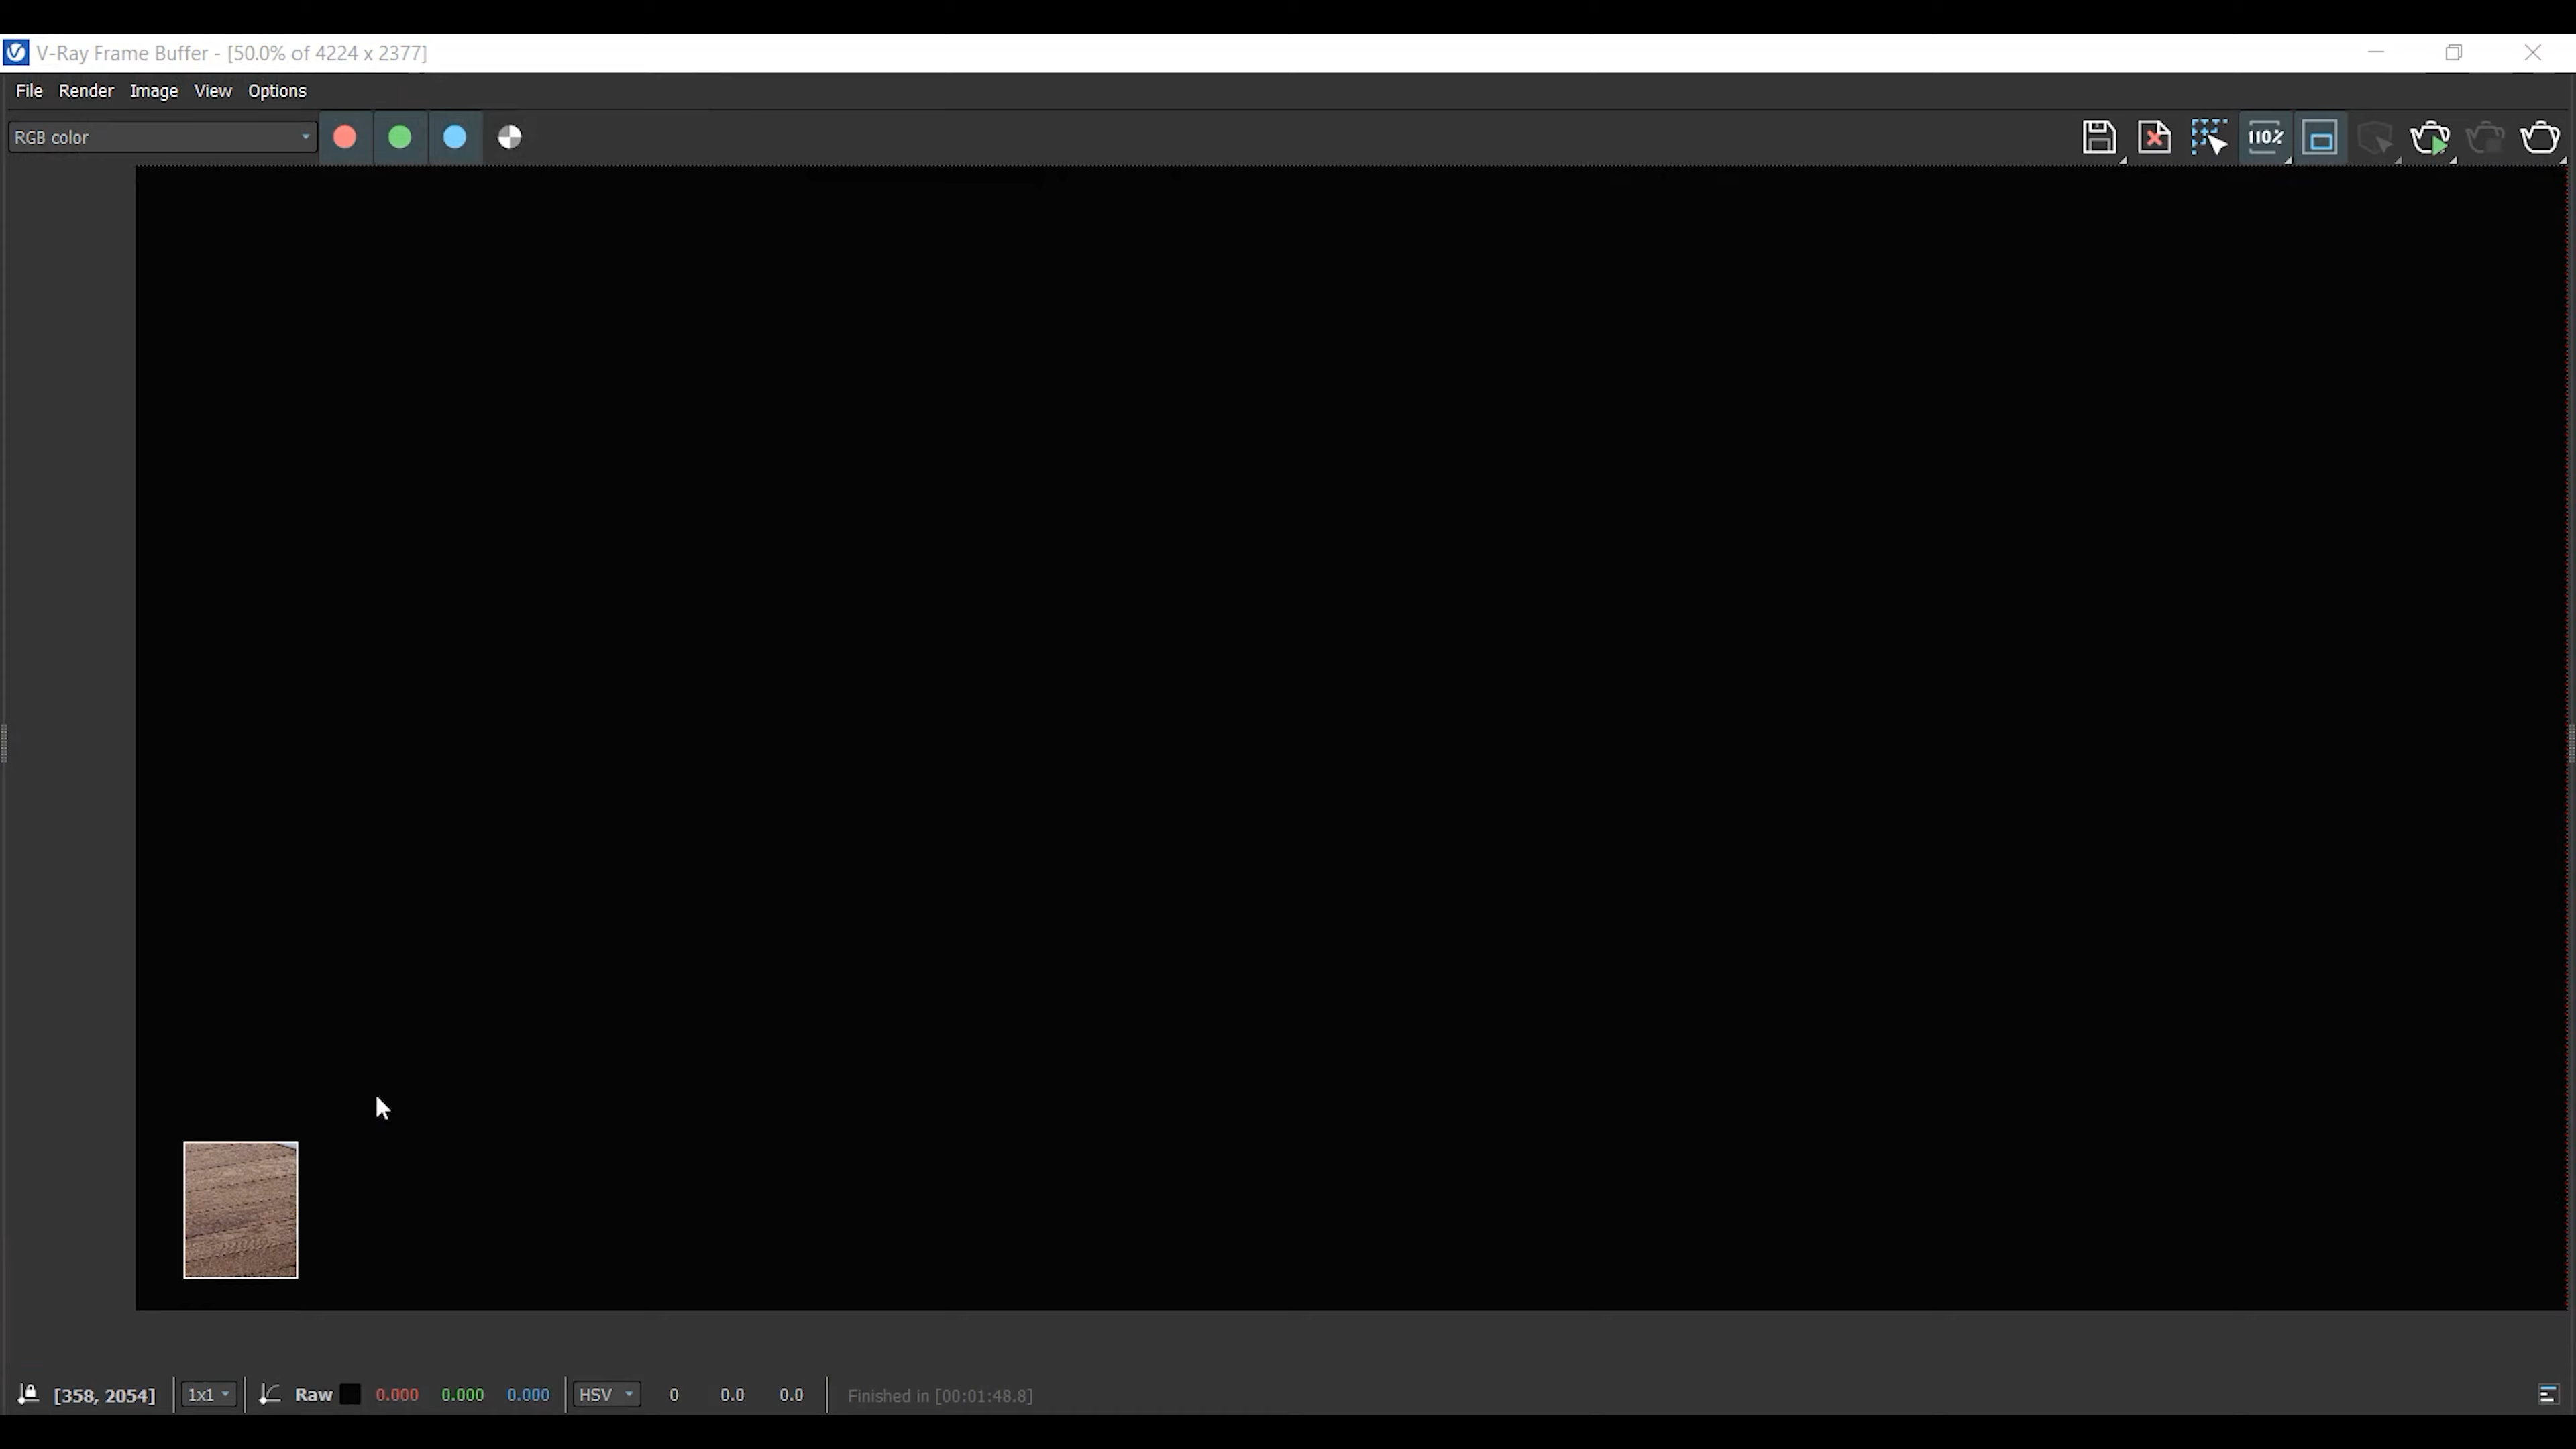 V-Ray Frame Buffer - [50.0% of 4224 x 2377]
File Render Image View Options
RGB color
110%
[358, 2054] 1x1 Raw 0.000 0.000 0.000 HSV 0 0.0 0.0 Finished in [00:01:48.8]